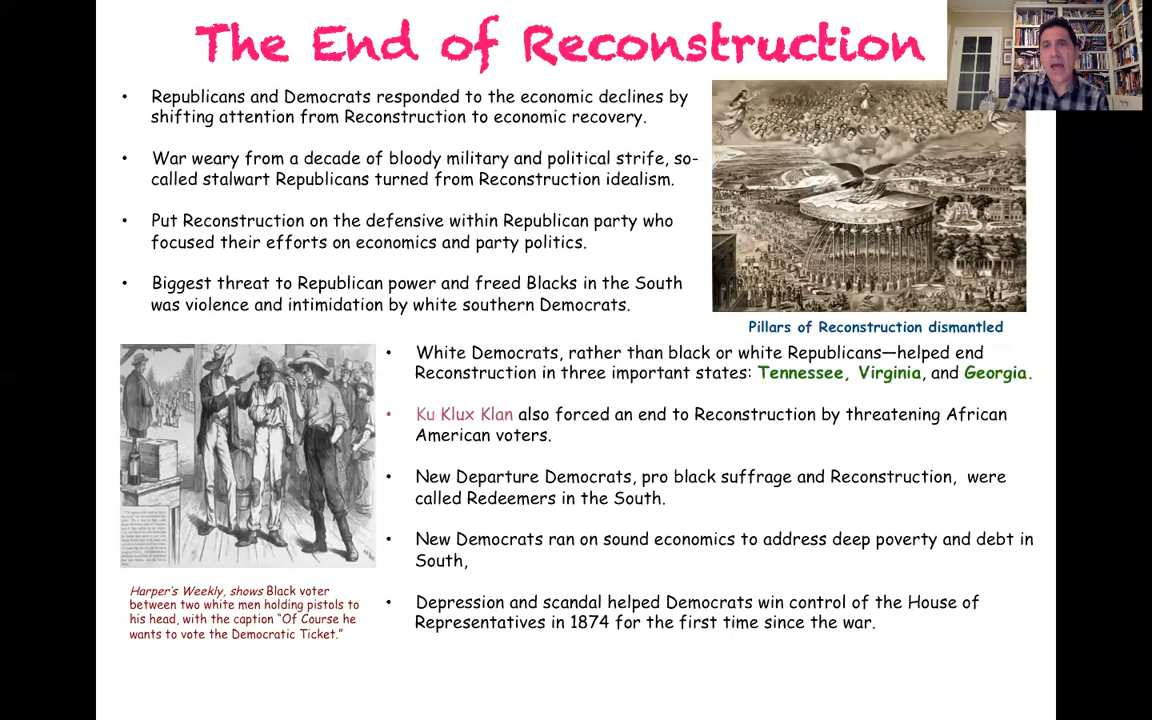 The End of Reconstruction
• Republicans and Democrats responded to the economic declines by
shifting attention from Reconstruction to economic recovery.
• War weary from a decade of bloody military and political strife, so-
called stalwart Republicans turned from Reconstruction idealism.
• Put Reconstruction on the defensive within Republican party who
focused their efforts on economics and party politics.
• Biggest threat to Republican power and freed Blacks in the South
was violence and intimidation by white southern Democrats.
Pillars of Reconstruction dismantled
• White Democrats, rather than black or white Republicans—helped end
Reconstruction in three important states: Tennessee, Virginia, and Georgia.
• Ku Klux Klan also forced an end to Reconstruction by threatening African
American voters.
• New Departure Democrats, pro black suffrage and Reconstruction, were
called Redeemers in the South.
• New Democrats ran on sound economics to address deep poverty and debt in
South,
• Depression and scandal helped Democrats win control of the House of
Representatives in 1874 for the first time since the war.
Harper's Weekly, shows Black voter
between two white men holding pistols to
his head, with the caption “Of Course he
wants to vote the Democratic Ticket.”